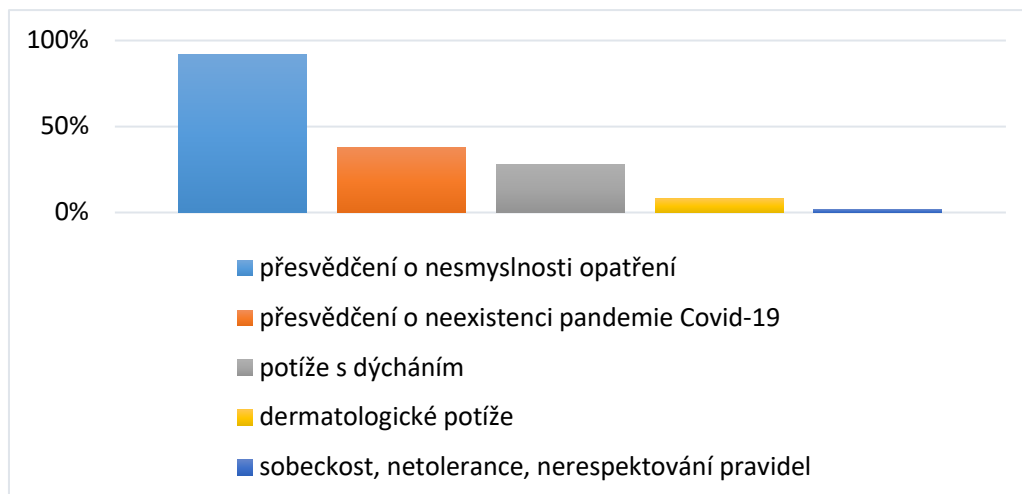 100%
50%
0%
přesvědčení o nesmyslnosti opatření
přesvědčení o neexistenci pandemie Covid-19
potíže s dýcháním
dermatologické potíže
sobeckost, netolerance, nerespektování pravidel